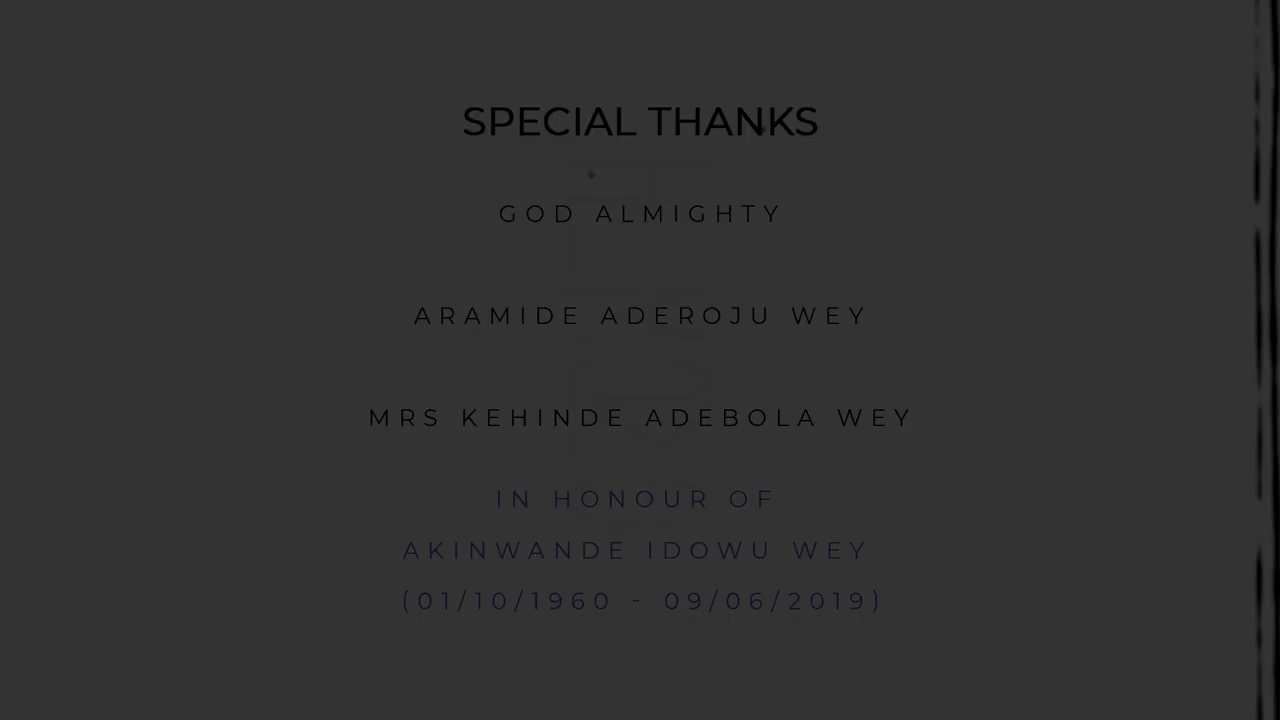 SPECIAL THANKS
GOD ALMIGHTY
ARAMIDE ADEROJU WEY
MRS KEHINDE ADEBOLA WEY
IN HONOUR OF
AKINWANDE IDOWU WEY
(01/10/1960 - 09/06/2019)